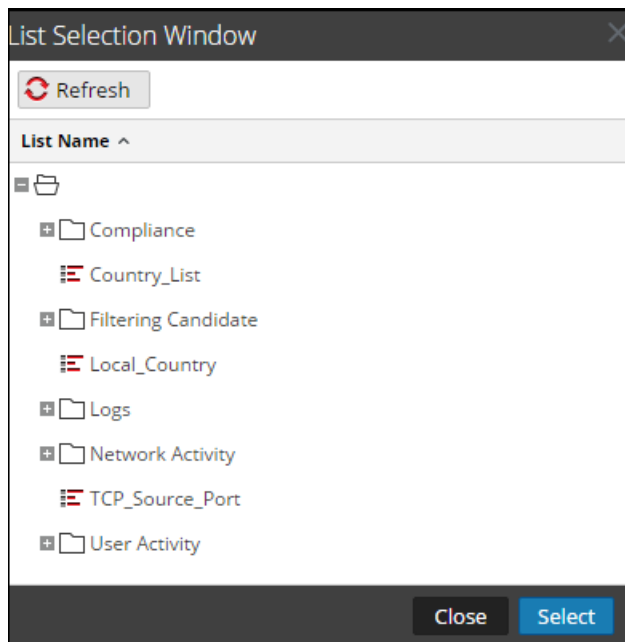 List Selection Window
Refresh
List Name
Compliance
Country_List
Filtering Candidate
Local_Country
Logs
Network Activity
TCP_Source_Port
User Activity
Close Select